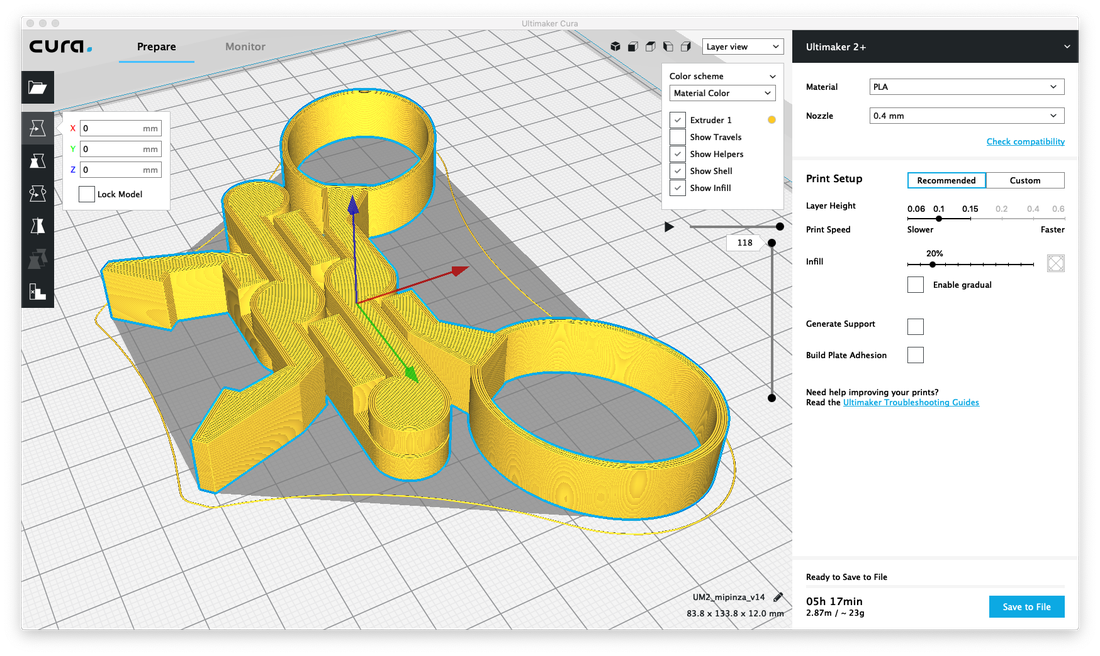 Ultimaker Cura
cura.
Prepare
Monitor
Layer view
Ultimaker 2+
Color scheme
Material Color
Extruder 1
Show Travels
Show Helpers
Show Shell
Show Infill
118
X 0 mm
Y 0 mm
Z 0 mm
Lock Model
Material PLA
Nozzle 0.4 mm
Check compatibility
Print Setup Recommended Custom
Layer Height 0.06 0.1 0.15 0.2 0.4 0.6
Print Speed Slower Faster
Infill 20%
Enable gradual
Generate Support
Build Plate Adhesion
Need help improving your prints?
Read the Ultimaker Troubleshooting Guides
UM2_mipinza_v14
83.8 x 133.8 x 12.0 mm
Ready to Save to File
05h 17min
2.87m / ~ 23g
Save to File